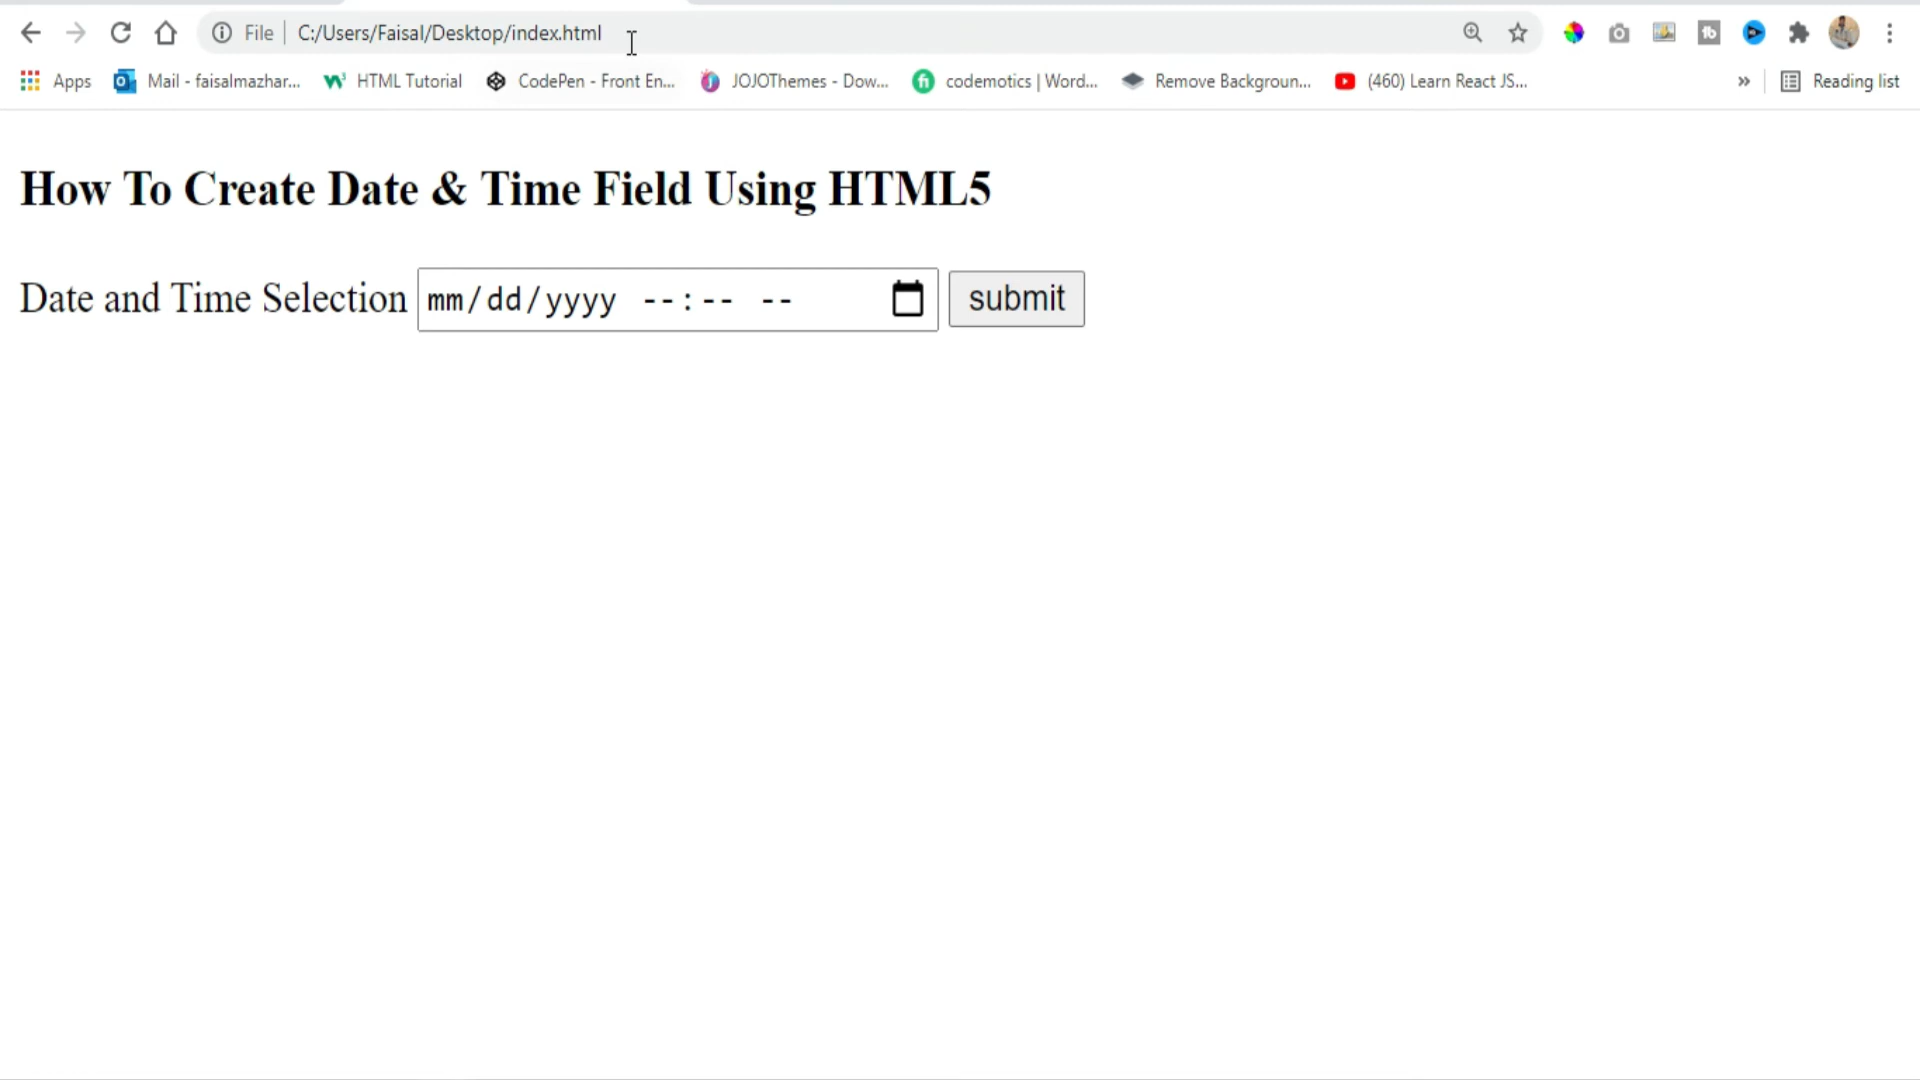 File | C:/Users/Faisal/Desktop/index.html
Apps Mail - faisalmazhar... HTML Tutorial CodePen - Front En... JOJOThemes - Dow... codemotics | Word... Remove Backgroun... (460) Learn React JS... » Reading list
How To Create Date & Time Field Using HTML5
Date and Time Selection mm/dd/yyyy --:-- -- submit